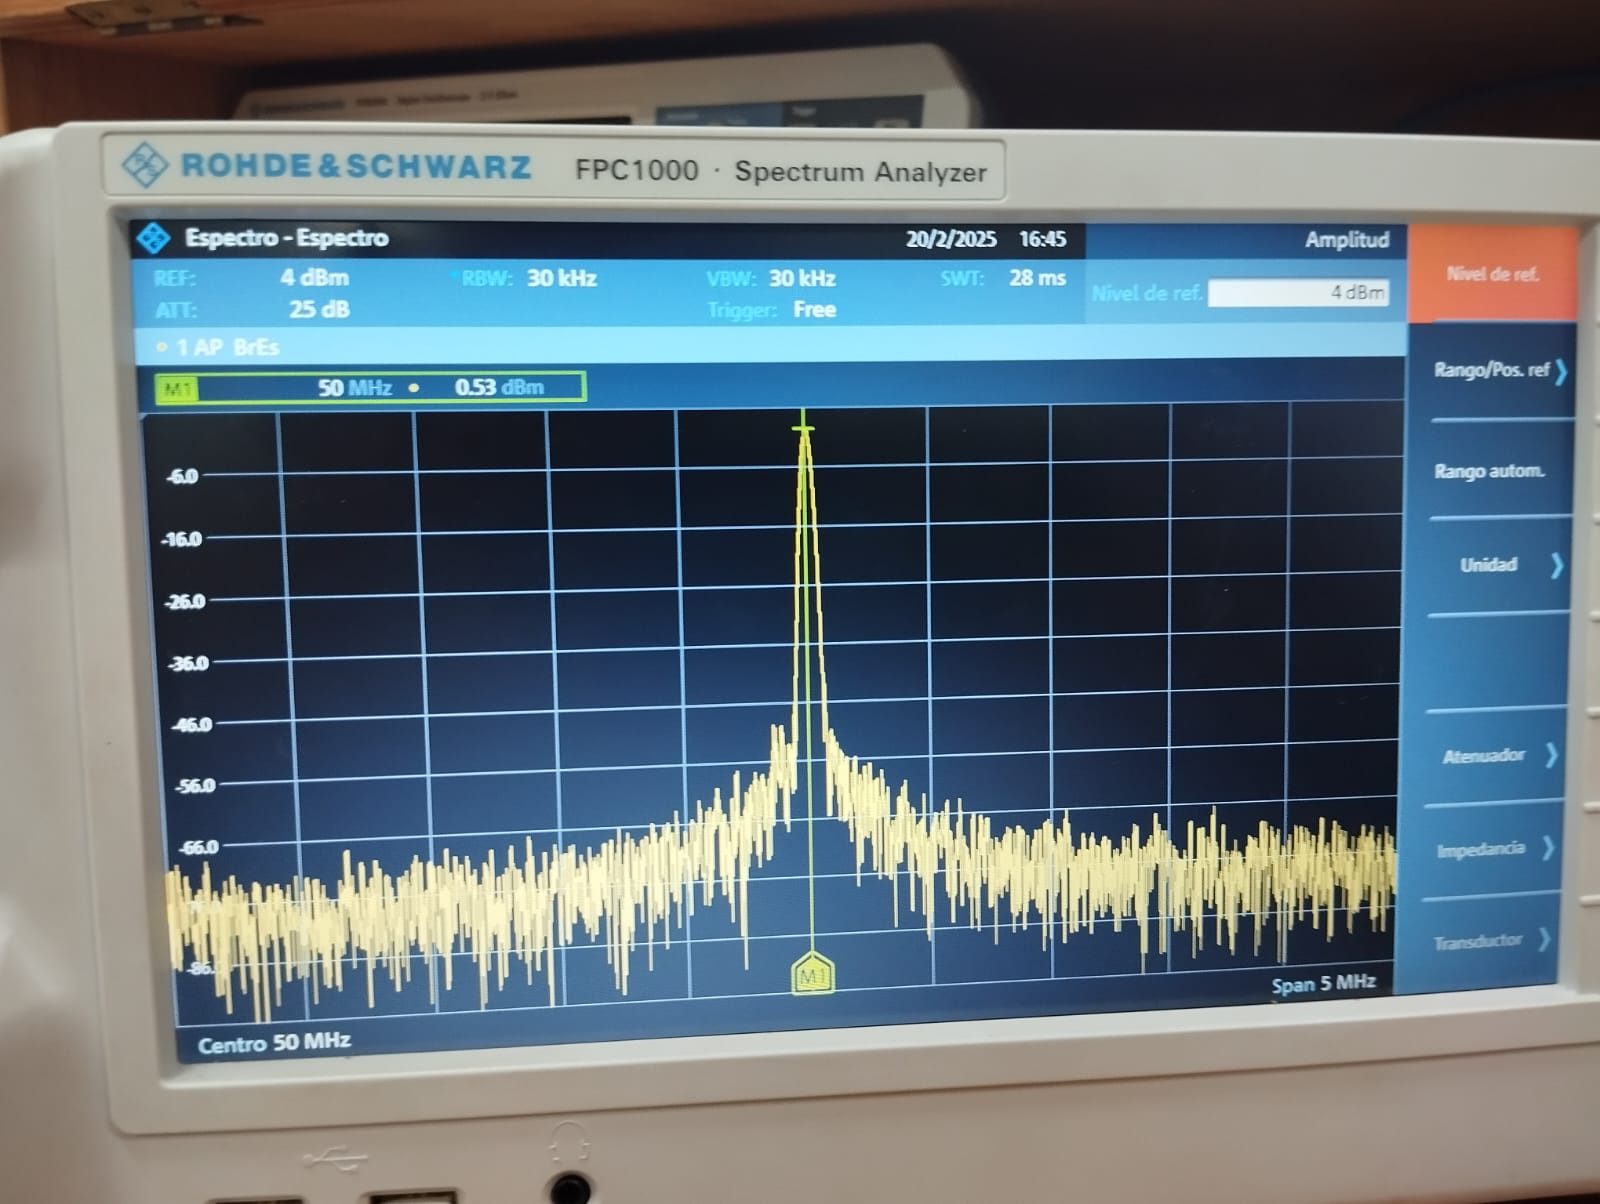 ROHDE&SCHWARZ FPC1000 · Spectrum Analyzer
Espectro - Espectro 20/2/2025 16:45 Amplitud
REF: 4 dBm RBW: 30 kHz VBW: 30 kHz SWT: 28 ms
ATT: 25 dB Trigger: Free
Nivel de ref. 4 dBm
1 AP BrEs
M1 50 MHz 0.53 dBm
-6.0
-16.0
-26.0
-36.0
-46.0
-56.0
-66.0
-86.
M1
Centro 50 MHz
Span 5 MHz
Nivel de ref.
Rango/Pos. ref
Rango autom.
Unidad
Atenuador
Impedancia
Transductor